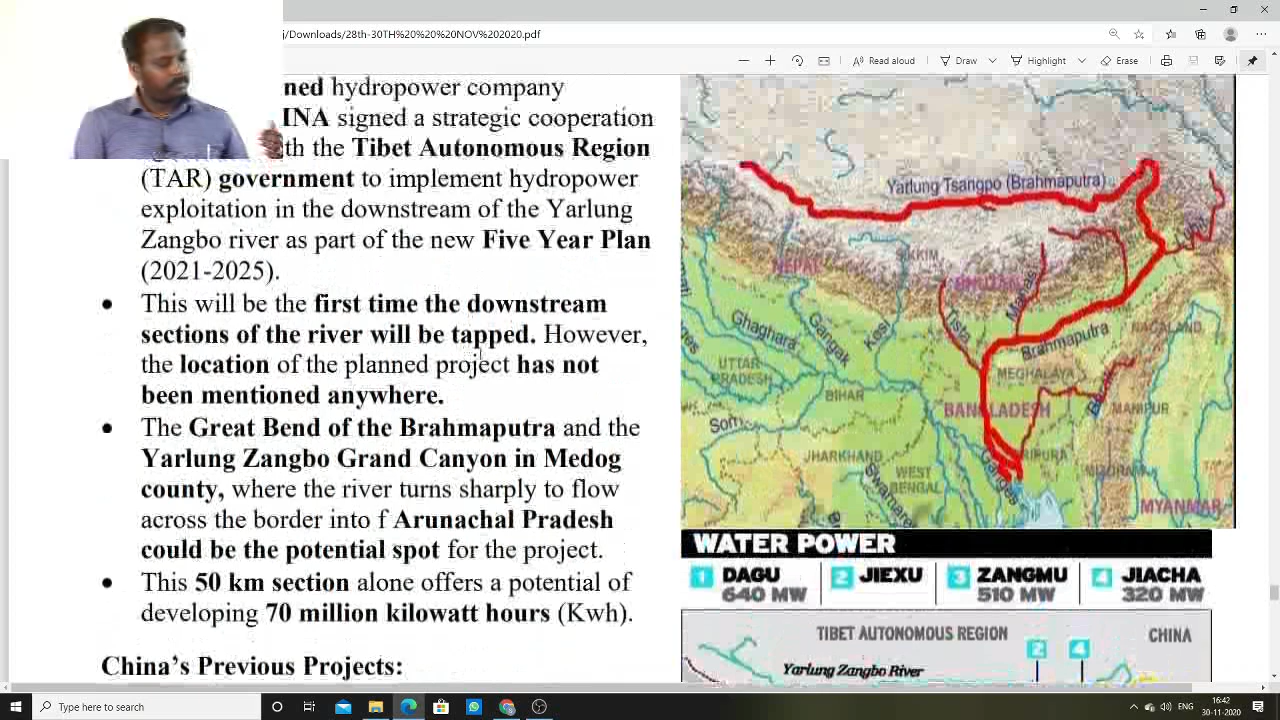 j/Downloads/28th-30TH%20%20%20NOV%202020.pdf
Read aloud
Draw
Highlight
Erase
ned hydropower company
INA signed a strategic cooperation
th the Tibet Autonomous Region
(TAR) government to implement hydropower
exploitation in the downstream of the Yarlung
Zangbo river as part of the new Five Year Plan
(2021-2025).
• This will be the first time the downstream
sections of the river will be tapped. However,
the location of the planned project has not
been mentioned anywhere.
• The Great Bend of the Brahmaputra and the
Yarlung Zangbo Grand Canyon in Medog
county, where the river turns sharply to flow
across the border into f Arunachal Pradesh
could be the potential spot for the project.
• This 50 km section alone offers a potential of
developing 70 million kilowatt hours (Kwh).
China's Previous Projects:
Yarlung Tsangpo (Brahmaputra)
NEPAL
SIKKIM
BHUTAN
Manas
Tista
Ghaghara
Gangak
Kosi
Brahmaputra
NAGALAND
UTTAR
PRADESH
BIHAR
MEGHALAYA
BANGLADESH
MANIPUR
JHARKHAND
WEST
BENGAL
Ganges
RIPURA
MIZORAM
MYANMAR
WATER POWER
1 DAGU
640 MW
2 JIEXU
3 ZANGMU
510 MW
4 JIACHA
320 MW
TIBET AUTONOMOUS REGION
CHINA
Yarlung Zangbo River
2
4
Type here to search
ENG
16:42
30-11-2020